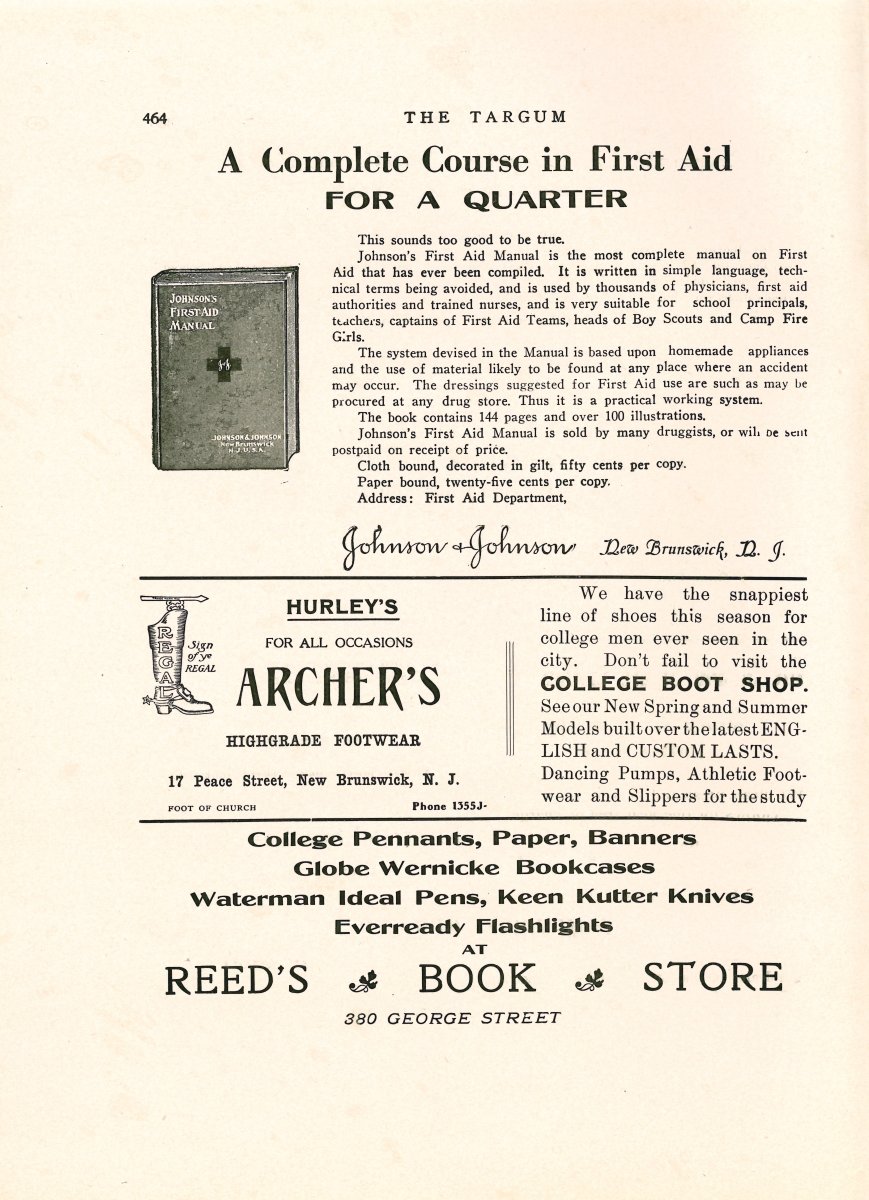 464
THE TARGUM
A Complete Course in First Aid
FOR A QUARTER
JOHNSON'S
FIRST-AID
MANUAL
JOHNSON & JOHNSON
NEW BRUNSWICK
N.J. U.S.A.
This sounds too good to be true.
Johnson's First Aid Manual is the most complete manual on First
Aid that has ever been compiled. It is written in simple language, tech-
nical terms being avoided, and is used by thousands of physicians, first aid
authorities and trained nurses, and is very suitable for school principals,
teachers, captains of First Aid Teams, heads of Boy Scouts and Camp Fire
Girls.
The system devised in the Manual is based upon homemade appliances
and the use of material likely to be found at any place where an accident
may occur. The dressings suggested for First Aid use are such as may be
procured at any drug store. Thus it is a practical working system.
The book contains 144 pages and over 100 illustrations.
Johnson's First Aid Manual is sold by many druggists, or will be sent
postpaid on receipt of price.
Cloth bound, decorated in gilt, fifty cents per copy.
Paper bound, twenty-five cents per copy.
Address: First Aid Department,
Johnson & Johnson New Brunswick, N. J.
REGAL
Sign
of ye
REGAL
HURLEY'S
FOR ALL OCCASIONS
ARCHER'S
HIGHGRADE FOOTWEAR
17 Peace Street, New Brunswick, N. J.
FOOT OF CHURCH Phone 1355J-
We have the snappiest
line of shoes this season for
college men ever seen in the
city. Don't fail to visit the
COLLEGE BOOT SHOP.
See our New Spring and Summer
Models built over the latest ENG-
LISH and CUSTOM LASTS.
Dancing Pumps, Athletic Foot-
wear and Slippers for the study
College Pennants, Paper, Banners
Globe Wernicke Bookcases
Waterman Ideal Pens, Keen Kutter Knives
Everready Flashlights
AT
REED'S BOOK STORE
380 GEORGE STREET